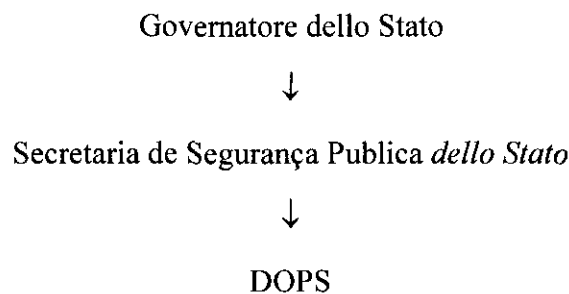 Governatore dello Stato
↓
Secretaria de Segurança Publica dello Stato
↓
DOPS